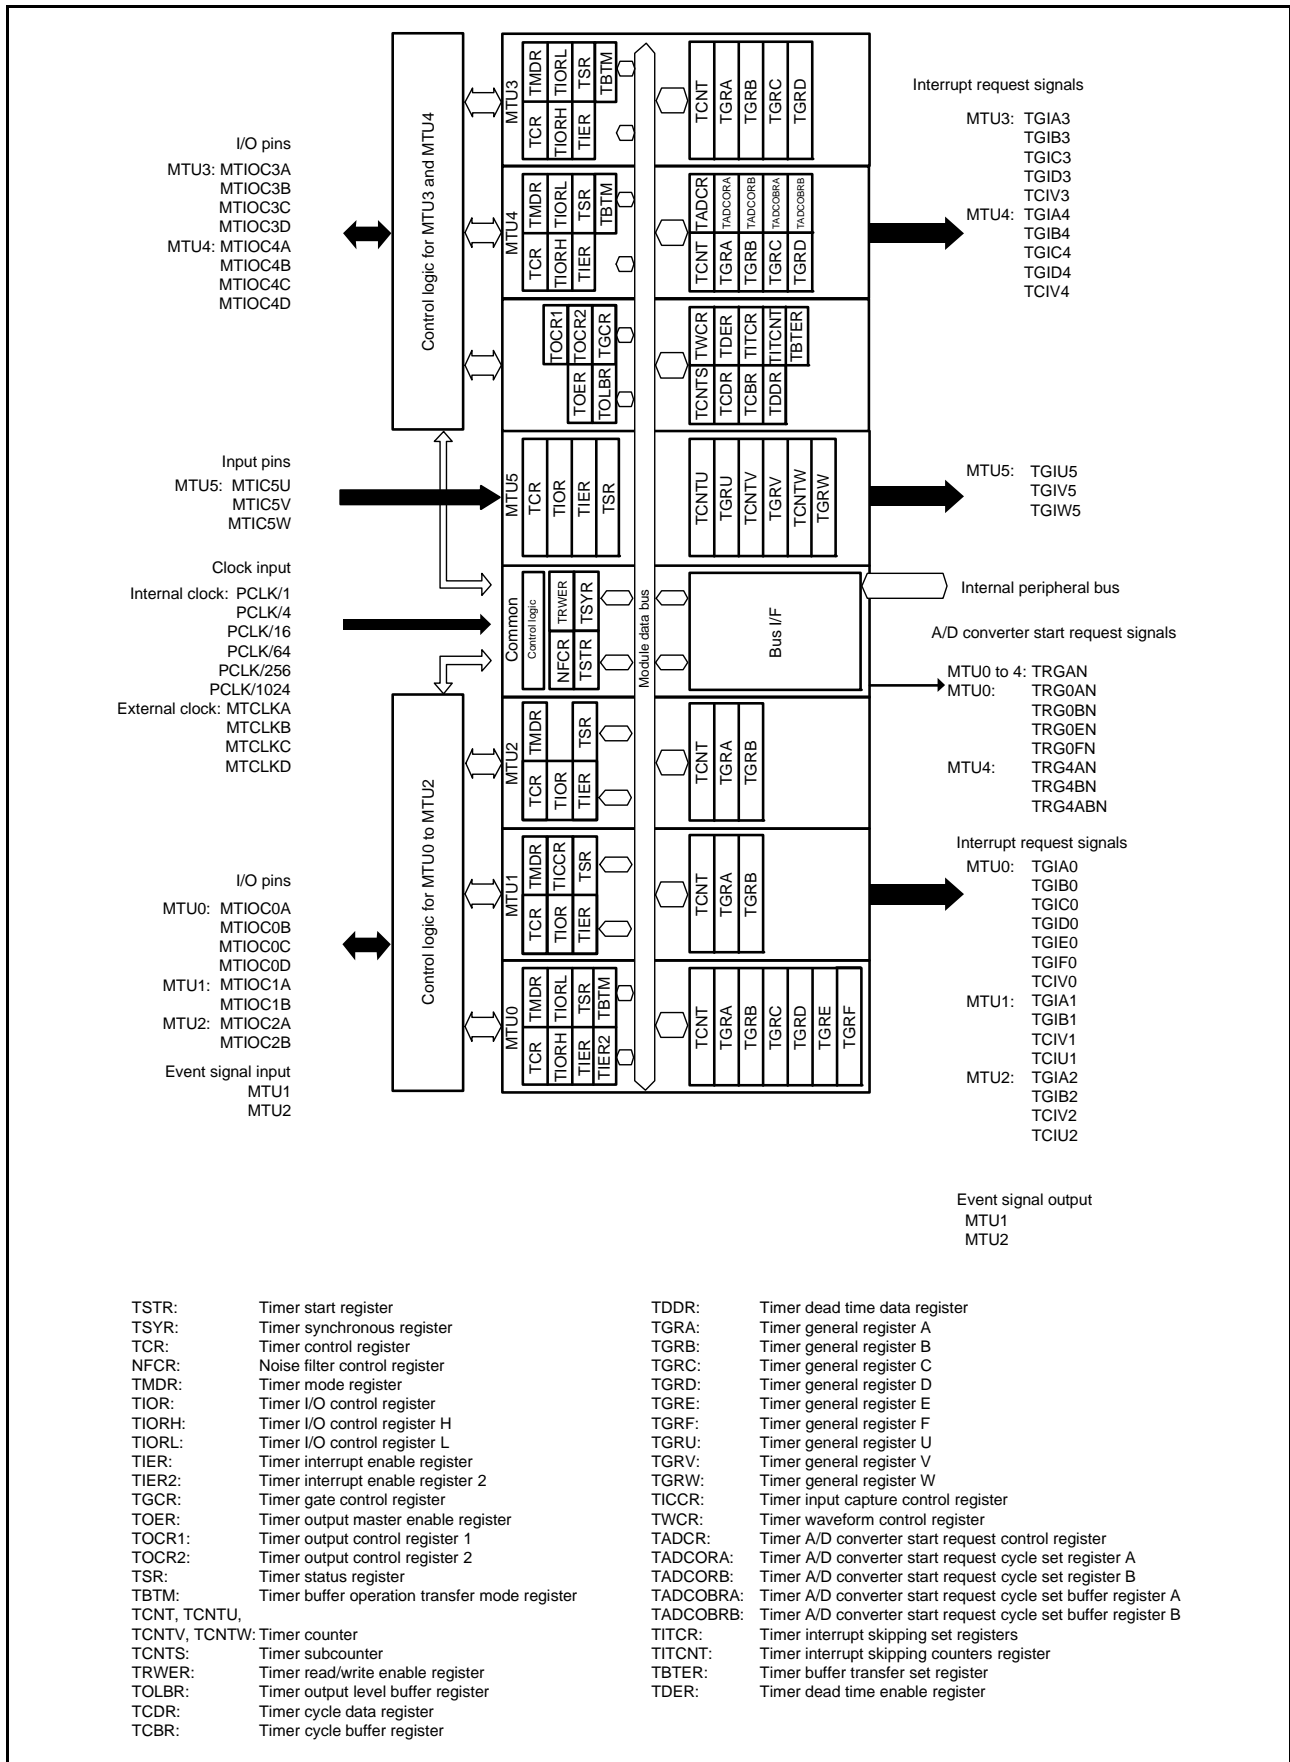 I/O pins
MTU3: MTIOC3A
MTIOC3B
MTIOC3C
MTIOC3D
MTU4: MTIOC4A
MTIOC4B
MTIOC4C
MTIOC4D
Input pins
MTU5: MTIC5U
MTIC5V
MTIC5W
Clock input
Internal clock: PCLK/1
PCLK/4
PCLK/16
PCLK/64
PCLK/256
PCLK/1024
External clock: MTCLKA
MTCLKB
MTCLKC
MTCLKD
I/O pins
MTU0: MTIOC0A
MTIOC0B
MTIOC0C
MTIOC0D
MTU1: MTIOC1A
MTIOC1B
MTU2: MTIOC2A
MTIOC2B
Event signal input
MTU1
MTU2
Control logic for MTU3 and MTU4
Control logic for MTU0 to MTU2
MTU3
TCR
TMDR
TIORH
TIORL
TIER
TSR
TBTM
TCNT
TGRA
TGRB
TGRC
TGRD
MTU4
TCR
TMDR
TIORH
TIORL
TIER
TSR
TBTM
TADCR
TADCORA
TADCORB
TADCOBRA
TADCOBRB
TCNT
TGRA
TGRB
TGRC
TGRD
TOCR1
TOCR2
TGCR
TOER
TOLBR
TWCR
TDER
TITCR
TITCNT
TBTER
TCNTS
TCDR
TCBR
TDDR
MTU5
TCR
TIOR
TIER
TSR
TCNTU
TGRU
TCNTV
TGRV
TCNTW
TGRW
Common
Control logic
TRWER
TSYR
NFCR
TSTR
Module data bus
Bus I/F
MTU2
TMDR
TSR
TCR
TIOR
TIER
TCNT
TGRA
TGRB
MTU1
TMDR
TICCR
TSR
TCR
TIOR
TIER
TCNT
TGRA
TGRB
MTU0
TMDR
TIORL
TSR
TBTM
TCR
TIORH
TIER
TIER2
TCNT
TGRA
TGRB
TGRC
TGRD
TGRE
TGRF
Interrupt request signals
MTU3: TGIA3
TGIB3
TGIC3
TGID3
TCIV3
MTU4: TGIA4
TGIB4
TGIC4
TGID4
TCIV4
MTU5: TGIU5
TGIV5
TGIW5
Internal peripheral bus
A/D converter start request signals
MTU0 to 4: TRGAN
MTU0: TRG0AN
TRG0BN
TRG0EN
TRG0FN
MTU4: TRG4AN
TRG4BN
TRG4ABN
Interrupt request signals
MTU0: TGIA0
TGIB0
TGIC0
TGID0
TGIE0
TGIF0
TCIV0
MTU1: TGIA1
TGIB1
TCIV1
TCIU1
MTU2: TGIA2
TGIB2
TCIV2
TCIU2
Event signal output
MTU1
MTU2
TSTR: Timer start register
TSYR: Timer synchronous register
TCR: Timer control register
NFCR: Noise filter control register
TMDR: Timer mode register
TIOR: Timer I/O control register
TIORH: Timer I/O control register H
TIORL: Timer I/O control register L
TIER: Timer interrupt enable register
TIER2: Timer interrupt enable register 2
TGCR: Timer gate control register
TOER: Timer output master enable register
TOCR1: Timer output control register 1
TOCR2: Timer output control register 2
TSR: Timer status register
TBTM: Timer buffer operation transfer mode register
TCNT, TCNTU,
TCNTV, TCNTW: Timer counter
TCNTS: Timer subcounter
TRWER: Timer read/write enable register
TOLBR: Timer output level buffer register
TCDR: Timer cycle data register
TCBR: Timer cycle buffer register
TDDR: Timer dead time data register
TGRA: Timer general register A
TGRB: Timer general register B
TGRC: Timer general register C
TGRD: Timer general register D
TGRE: Timer general register E
TGRF: Timer general register F
TGRU: Timer general register U
TGRV: Timer general register V
TGRW: Timer general register W
TICCR: Timer input capture control register
TWCR: Timer waveform control register
TADCR: Timer A/D converter start request control register
TADCORA: Timer A/D converter start request cycle set register A
TADCORB: Timer A/D converter start request cycle set register B
TADCOBRA: Timer A/D converter start request cycle set buffer register A
TADCOBRB: Timer A/D converter start request cycle set buffer register B
TITCR: Timer interrupt skipping set registers
TITCNT: Timer interrupt skipping counters register
TBTER: Timer buffer transfer set register
TDER: Timer dead time enable register